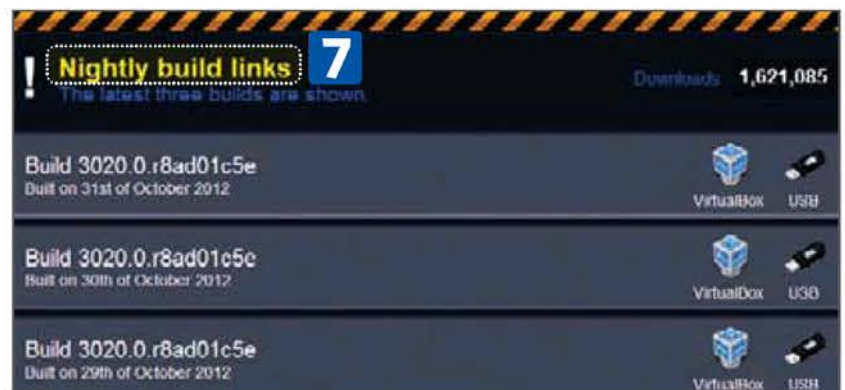 ! Nightly build links 7
The latest three builds are shown.
Downloads 1,621,085
Build 3020.0.r8ad01c5e
Built on 31st of October 2012
VirtualBox USB
Build 3020.0.r8ad01c5e
Built on 30th of October 2012
VirtualBox USB
Build 3020.0.r8ad01c5e
Built on 29th of October 2012
VirtualBox USB